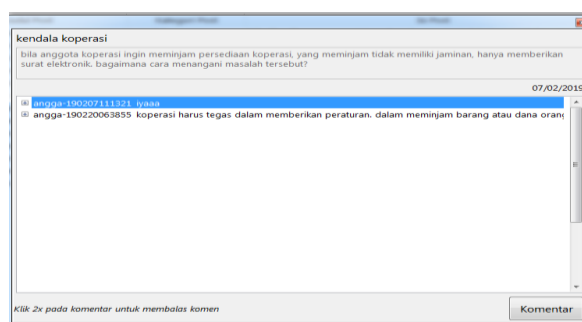 kendala koperasi
bila anggota koperasi ingin meminjam persediaan koperasi, yang meminjam tidak memiliki jaminan, hanya memberikan
surat elektronik. bagaimana cara menangani masalah tersebut?
07/02/2019
angga-190207111321 iyaaa
angga-190220063855 koperasi harus tegas dalam memberikan peraturan. dalam meminjam barang atau dana orang
Klik 2x pada komentar untuk membalas komen
Komentar